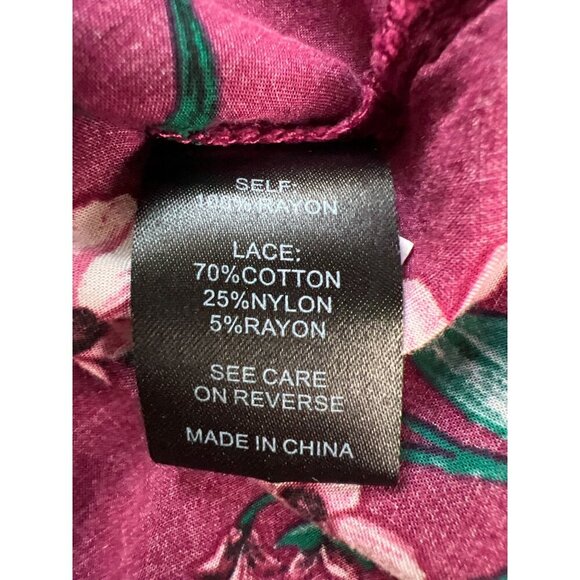 SELF:
100%RAYON
LACE:
70%COTTON
25%NYLON
5%RAYON
SEE CARE
ON REVERSE
MADE IN CHINA